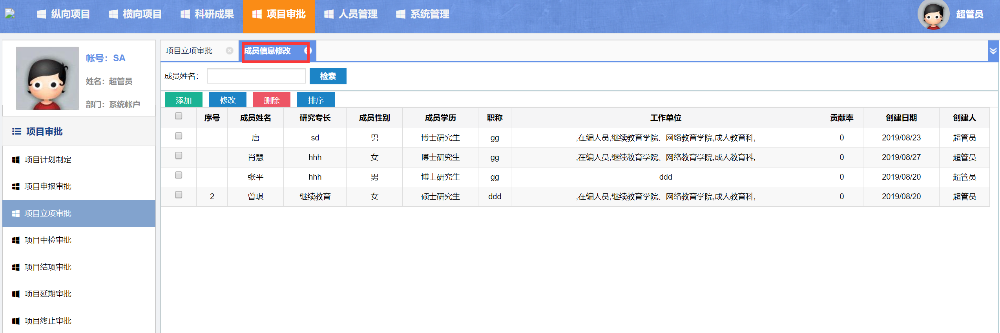 纵向项目 横向项目 科研成果 项目审批 人员管理 系统管理 超管员
帐号：SA
姓名：超管员
部门：系统帐户
项目审批
项目计划制定
项目申报审批
项目立项审批
项目中检审批
项目结项审批
项目延期审批
项目终止审批
项目立项审批 成员信息修改
成员姓名： 检索
添加 修改 删除 排序
序号 成员姓名 研究专长 成员性别 成员学历 职称 工作单位 贡献率 创建日期 创建人
唐 sd 男 博士研究生 gg ,在编人员,继续教育学院、网络教育学院,成人教育科, 0 2019/08/23 超管员
肖慧 hhh 女 博士研究生 gg ,在编人员,继续教育学院、网络教育学院,成人教育科, 0 2019/08/27 超管员
张平 hhh 男 博士研究生 gg ddd 0 2019/08/20 超管员
2 曾琪 继续教育 女 硕士研究生 ddd ,在编人员,继续教育学院、网络教育学院,成人教育科, 0 2019/08/20 超管员